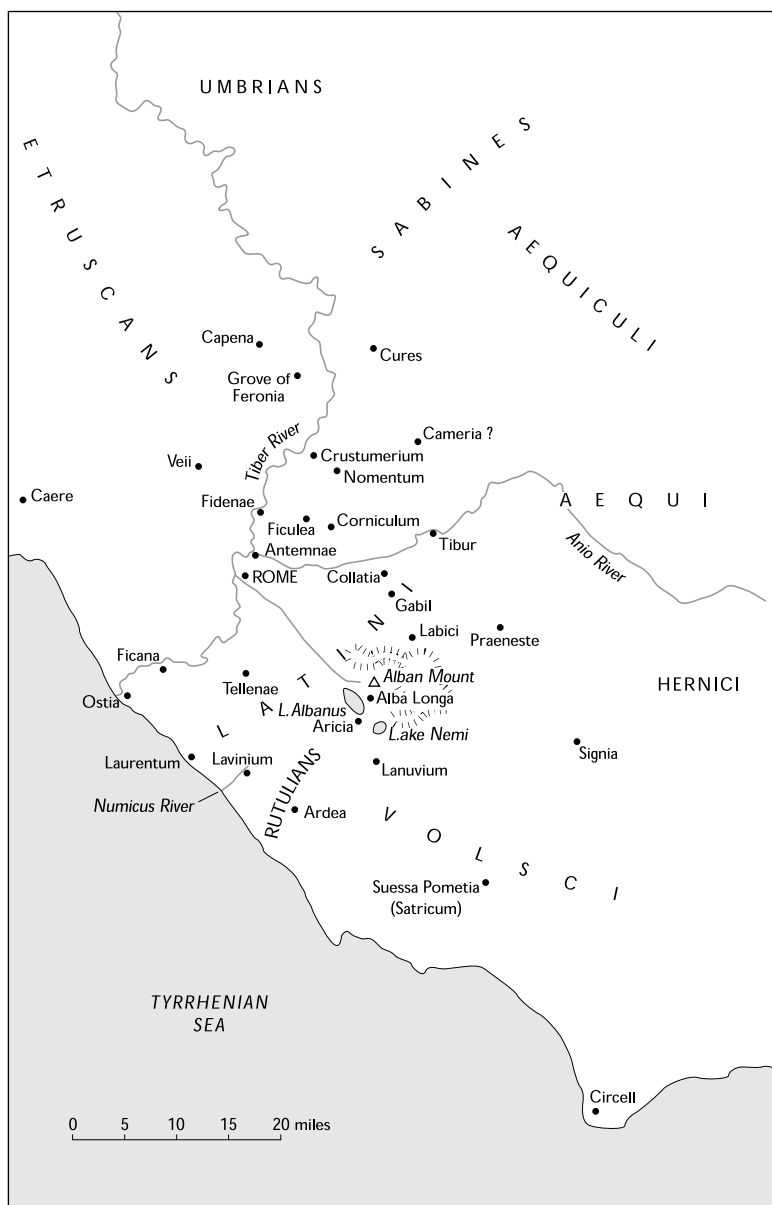 UMBRIANS
ETRUSCANS
SABINES
AEQUICULI
Capena
Cures
Grove of
Feronia
Tiber River
Cameria ?
Crustumerium
Veii
Nomentum
Caere
Fidenae
AEQUI
Ficulea
Corniculum
Tibur
Anio River
Antemnae
ROME
Collatia
Gabil
LATINI
Labici
Praeneste
Ficana
Tellenae
Alban Mount
HERNICI
Ostia
L.Albanus
Alba Longa
Aricia
L.ake Nemi
Signia
Laurentum
Lavinium
Lanuvium
Numicus River
RUTULIANS
Ardea
VOLSCI
Suessa Pometia
(Satricum)
TYRRHENIAN
SEA
Circell
0 5 10 15 20 miles